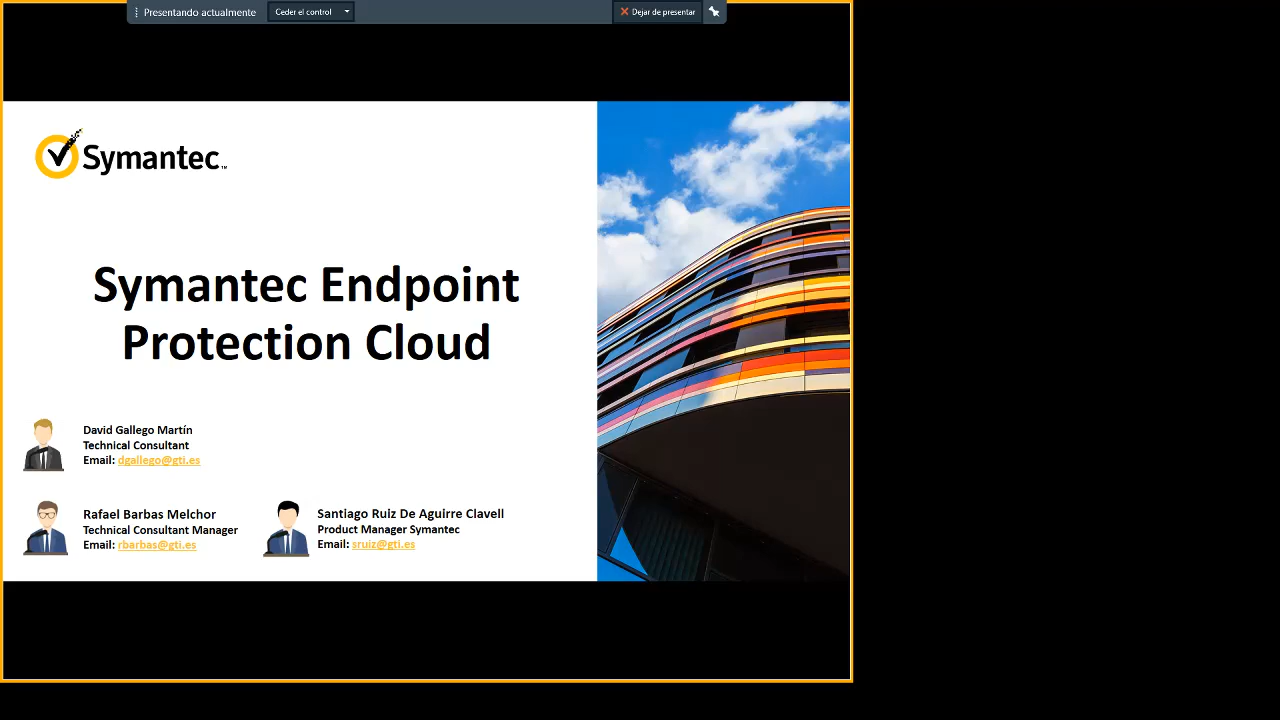 Presentando actualmente
Ceder el control
Dejar de presentar
Symantec™
Symantec Endpoint
Protection Cloud
David Gallego Martín
Technical Consultant
Email: dgallego@gti.es
Rafael Barbas Melchor
Technical Consultant Manager
Email: rbarbas@gti.es
Santiago Ruiz De Aguirre Clavell
Product Manager Symantec
Email: sruiz@gti.es